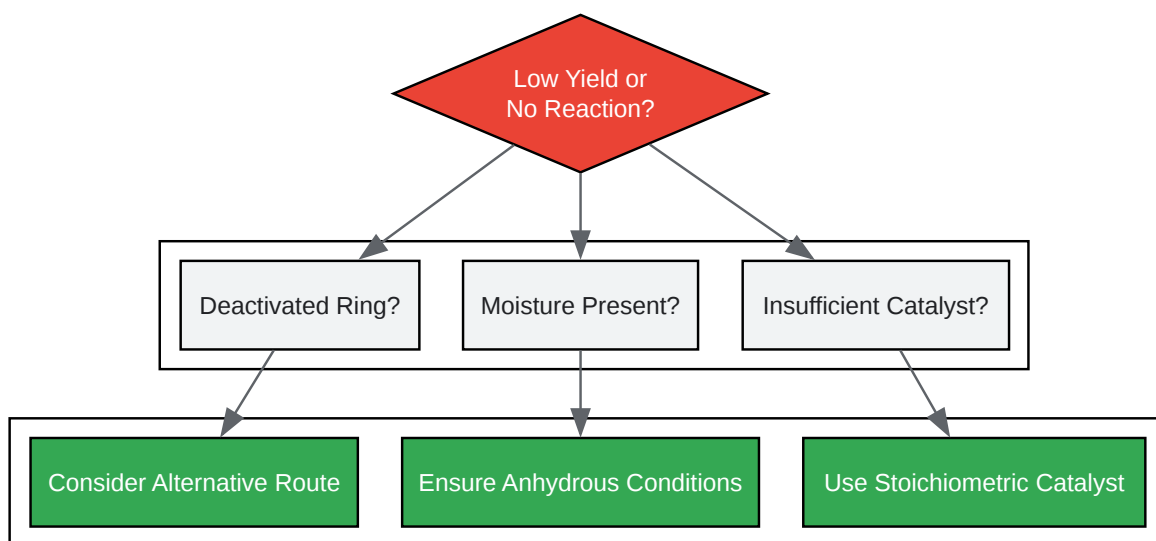 Low Yield or
No Reaction?
Deactivated Ring?
Moisture Present?
Insufficient Catalyst?
Consider Alternative Route
Ensure Anhydrous Conditions
Use Stoichiometric Catalyst